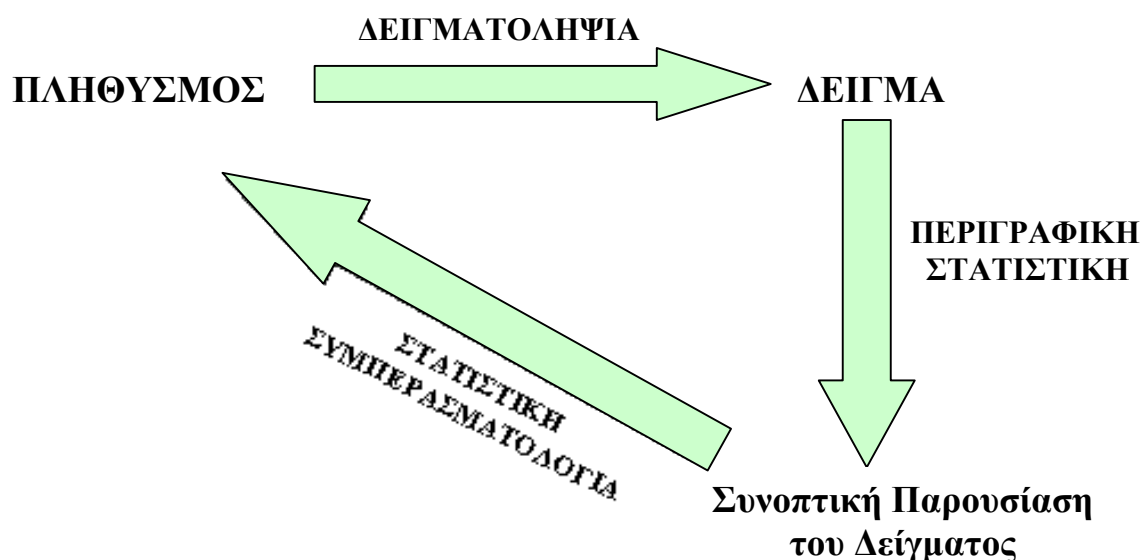 ΔΕΙΓΜΑΤΟΛΗΨΙΑ
ΠΛΗΘΥΣΜΟΣ
ΔΕΙΓΜΑ
ΠΕΡΙΓΡΑΦΙΚΗ
ΣΤΑΤΙΣΤΙΚΗ
ΣΤΑΤΙΣΤΙΚΗ
ΣΥΜΠΕΡΑΣΜΑΤΟΛΟΓΙΑ
Συνοπτική Παρουσίαση
του Δείγματος